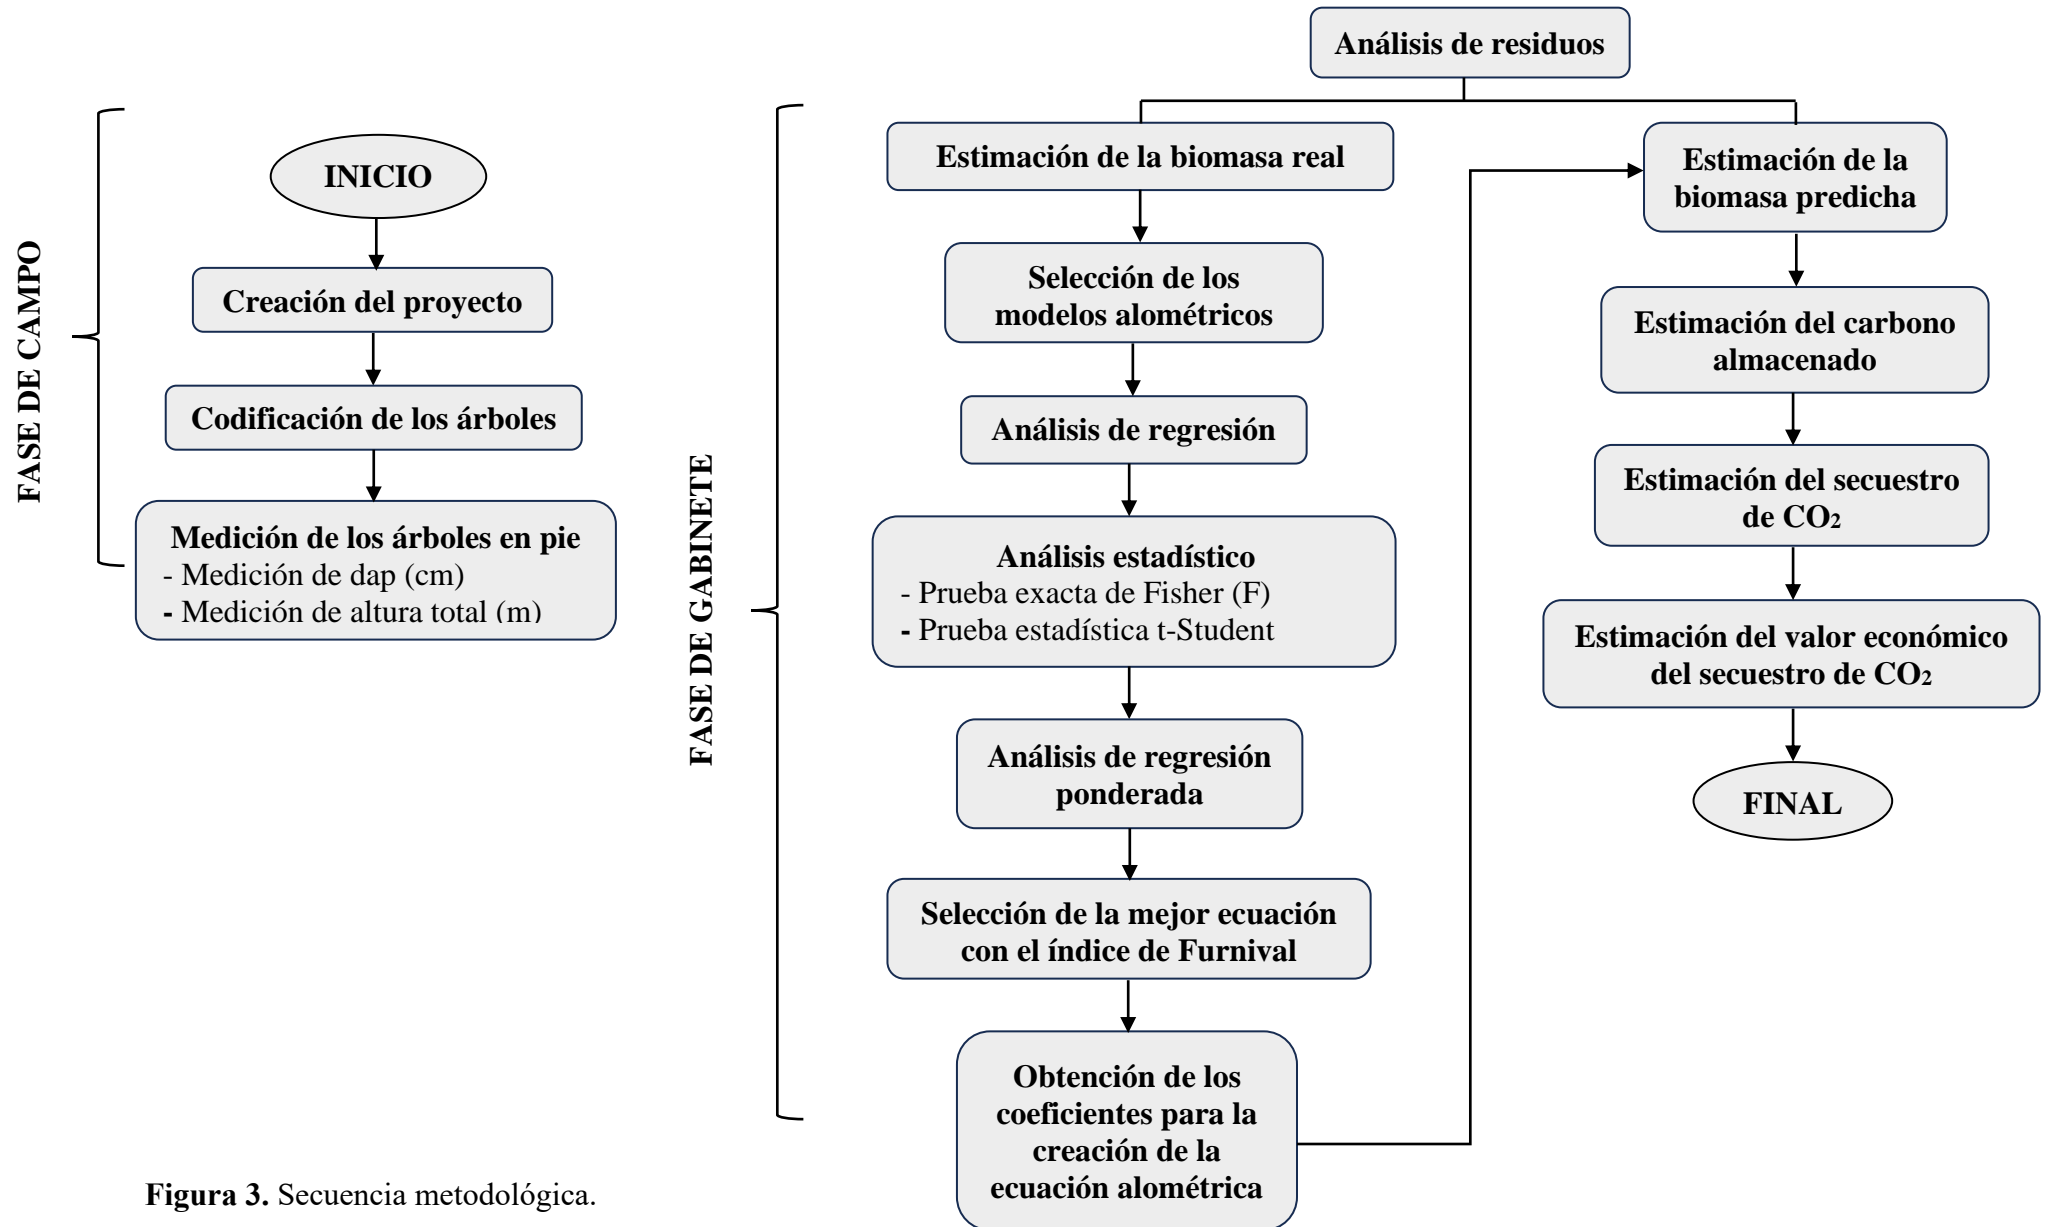 FASE DE CAMPO
INICIO
Creación del proyecto
Codificación de los árboles
Medición de los árboles en pie
- Medición de dap (cm)
- Medición de altura total (m)
FASE DE GABINETE
Análisis de residuos
Estimación de la biomasa real
Selección de los
modelos alométricos
Análisis de regresión
Análisis estadístico
- Prueba exacta de Fisher (F)
- Prueba estadística t-Student
Análisis de regresión
ponderada
Selección de la mejor ecuación
con el índice de Furnival
Obtención de los
coeficientes para la
creación de la
ecuación alométrica
Estimación de la
biomasa predicha
Estimación del carbono
almacenado
Estimación del secuestro
de CO₂
Estimación del valor económico
del secuestro de CO₂
FINAL
Figura 3. Secuencia metodológica.